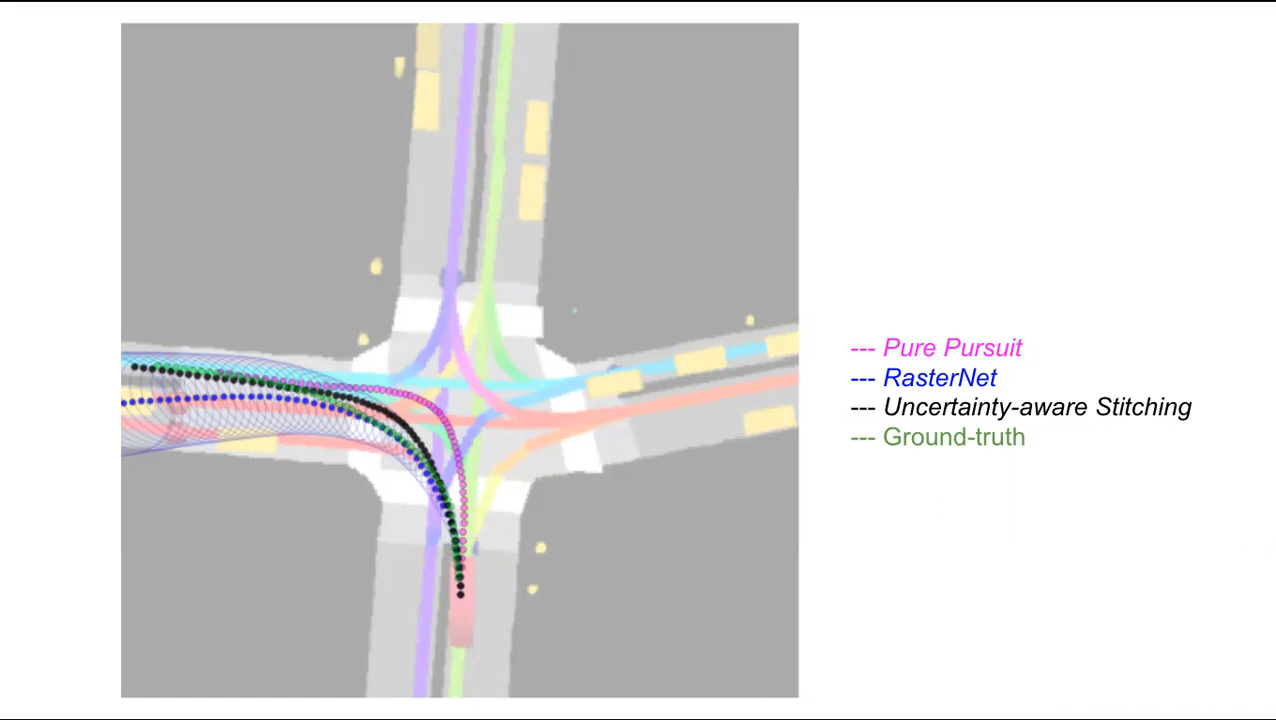 --- Pure Pursuit
--- RasterNet
--- Uncertainty-aware Stitching
--- Ground-truth